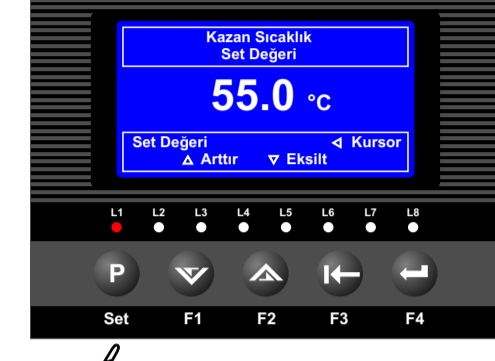 Kazan Sıcaklık
Set Değeri
55.0 °C
Set Değeri ◁ Kursor
△ Arttır ▽ Eksilt
L1 L2 L3 L4 L5 L6 L7 L8
P
Set F1 F2 F3 F4